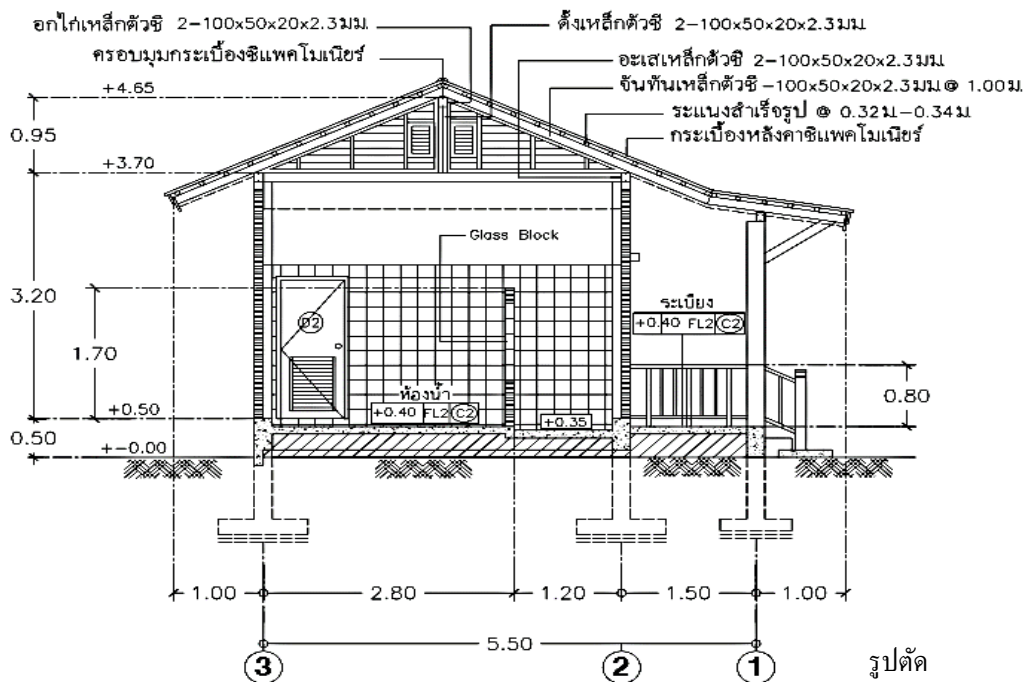 อกไก่เหล็กตัวซี 2-100x50x20x2.3มม.
ครอบมุมกระเบื้องซีแพคโมเนียร์
ดั้งเหล็กตัวซี 2-100x50x20x2.3มม.
อะเสเหล็กตัวซี 2-100x50x20x2.3มม.
จันทันเหล็กตัวซี -100x50x20x2.3มม.@ 1.00ม.
ระแนงสำเร็จรูป @ 0.32ม.-0.34ม.
กระเบื้องหลังคาซีแพคโมเนียร์
+4.65
0.95
+3.70
Glass Block
3.20
1.70
D2
ระเบียง
+0.40 FL2 C2
ห้องน้ำ
+0.40 FL2 C2
+0.35
0.80
+0.50
0.50
+-0.00
1.00 2.80 1.20 1.50 1.00
5.50
3 2 1
รูปตัด